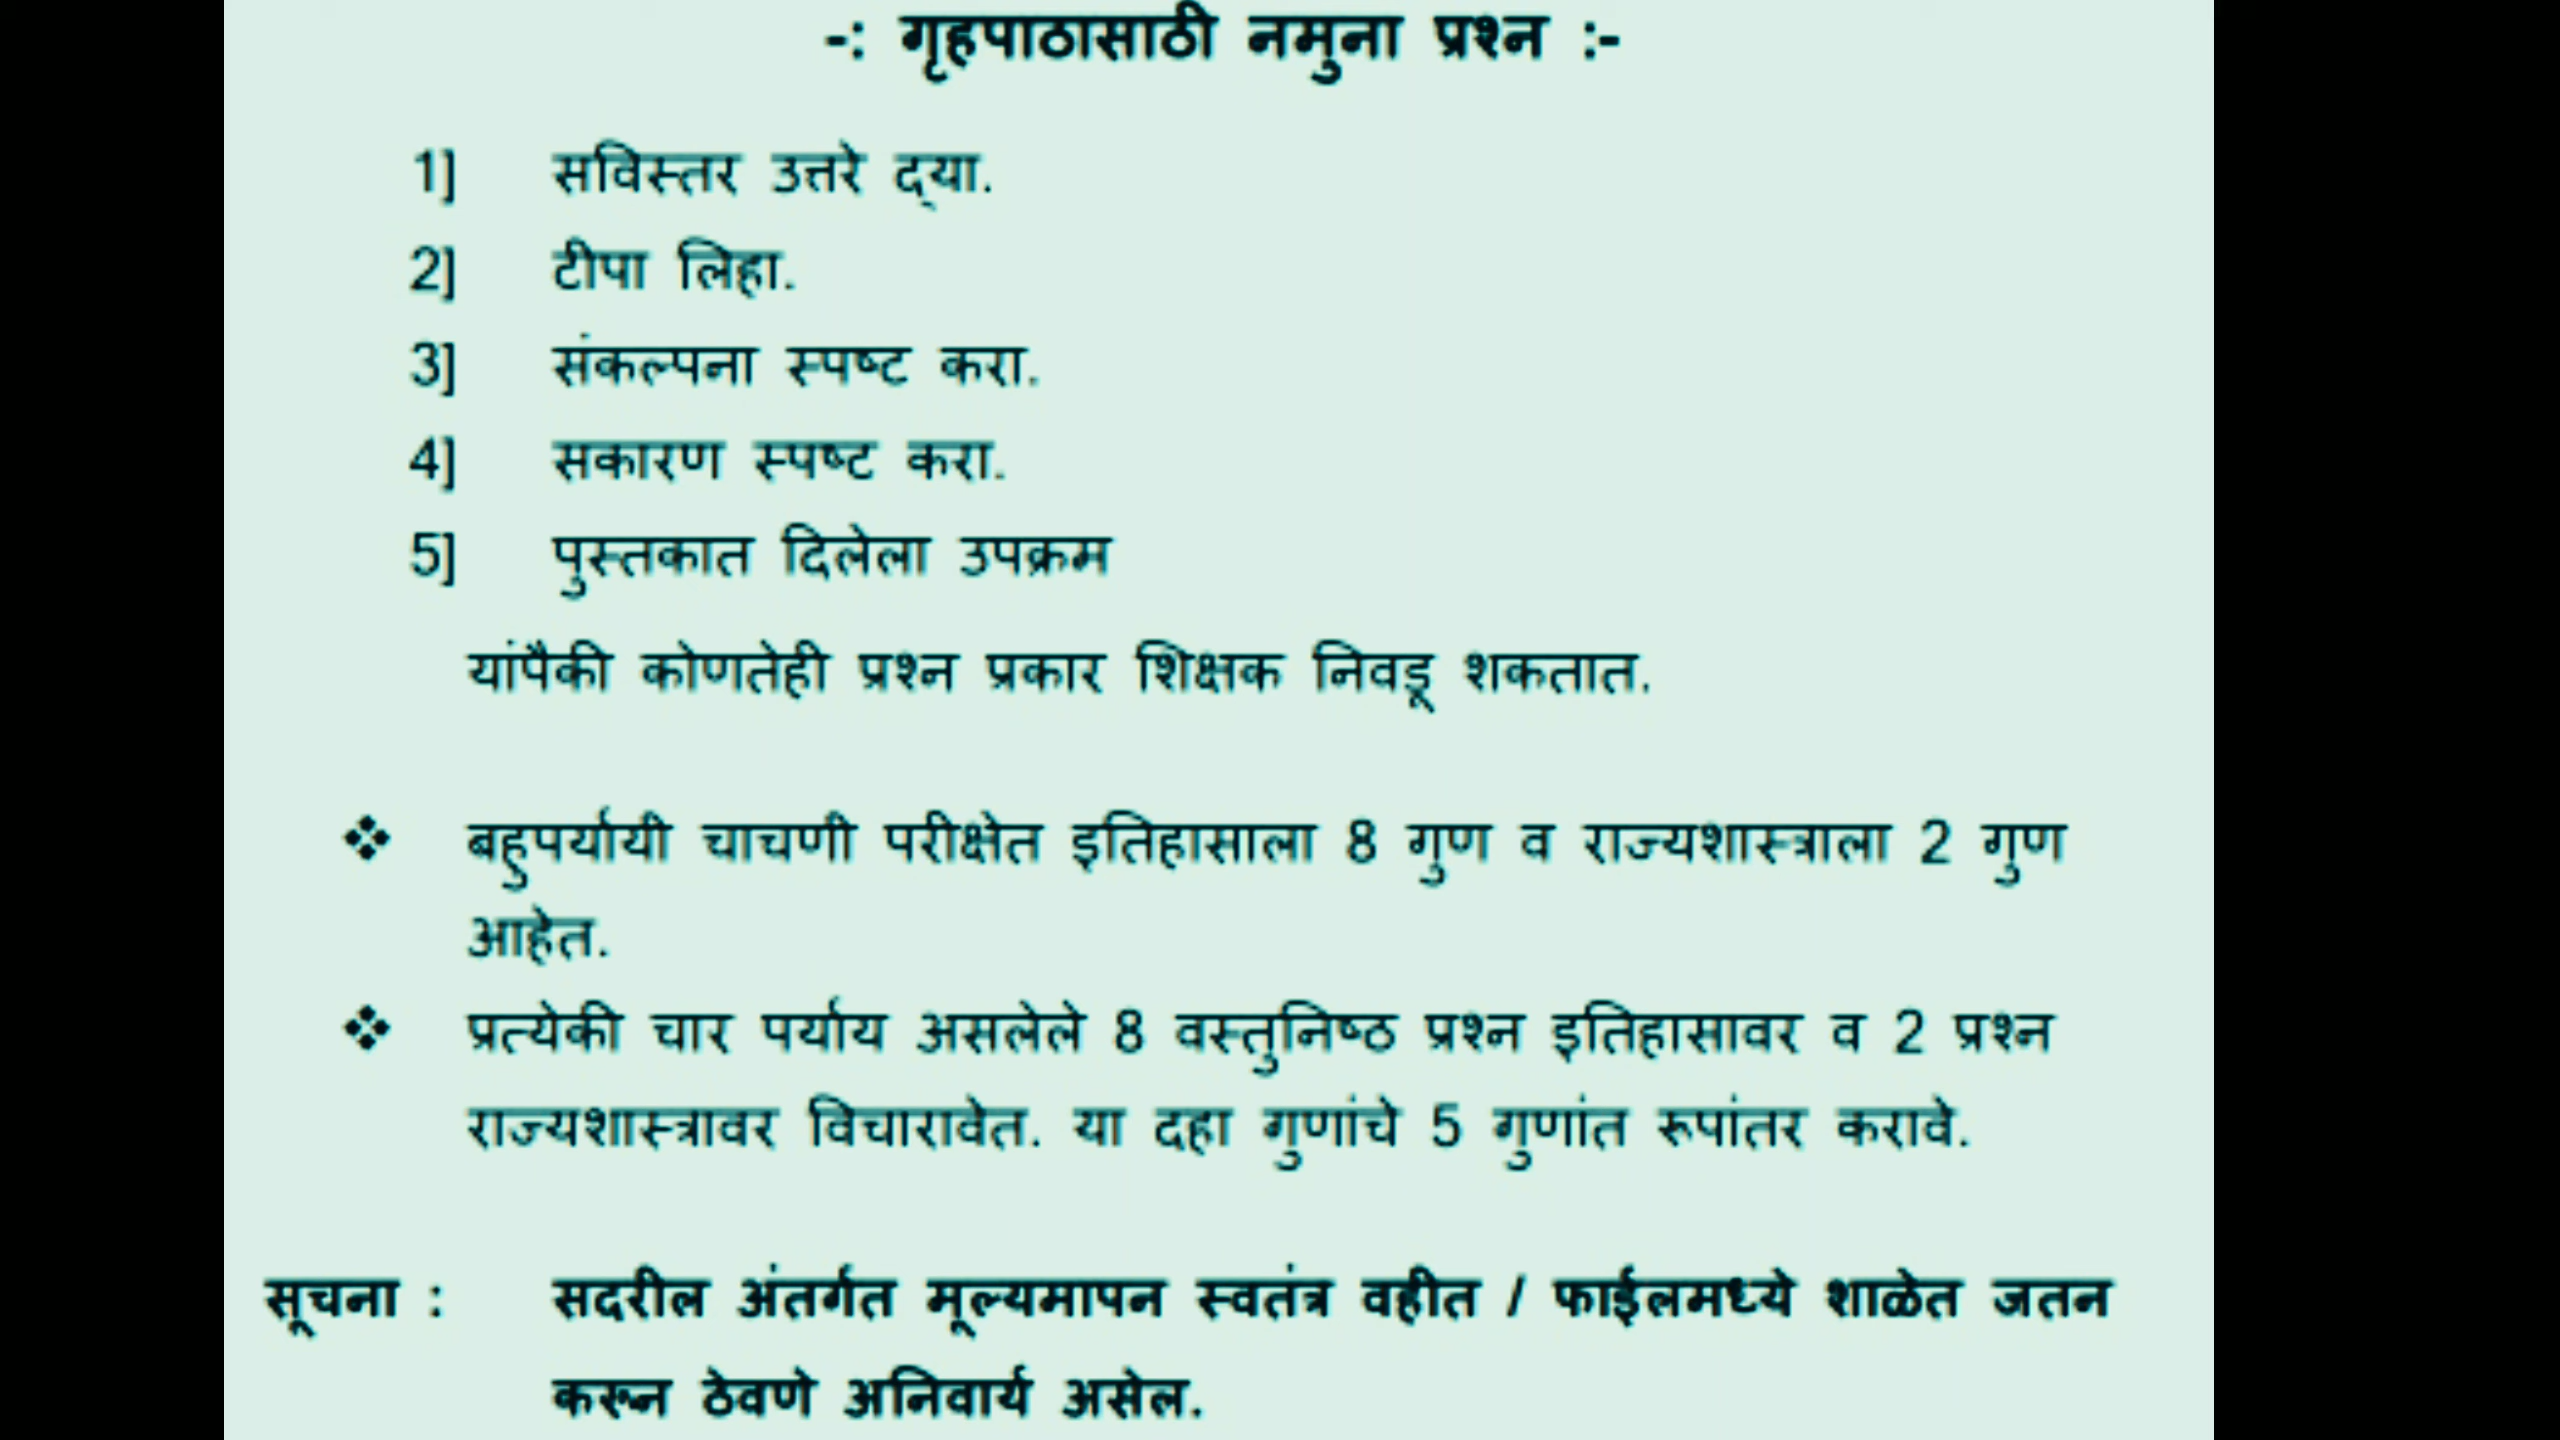 -: गृहपाठासाठी नमुना प्रश्न :-
1] सविस्तर उत्तरे द्‌या.
2] टीपा लिहा.
3] संकल्पना स्पष्ट करा.
4] सकारण स्पष्ट करा.
5] पुस्तकात दिलेला उपक्रम
यांपैकी कोणतेही प्रश्न प्रकार शिक्षक निवडू शकतात.
❖ बहुपर्यायी चाचणी परीक्षेत इतिहासाला 8 गुण व राज्यशास्त्राला 2 गुण
आहेत.
❖ प्रत्येकी चार पर्याय असलेले 8 वस्तुनिष्ठ प्रश्न इतिहासावर व 2 प्रश्न
राज्यशास्त्रावर विचारावेत. या दहा गुणांचे 5 गुणांत रूपांतर करावे.
सूचना : सदरील अंतर्गत मूल्यमापन स्वतंत्र वहीत / फाईलमध्ये शाळेत जतन
करून ठेवणे अनिवार्य असेल.